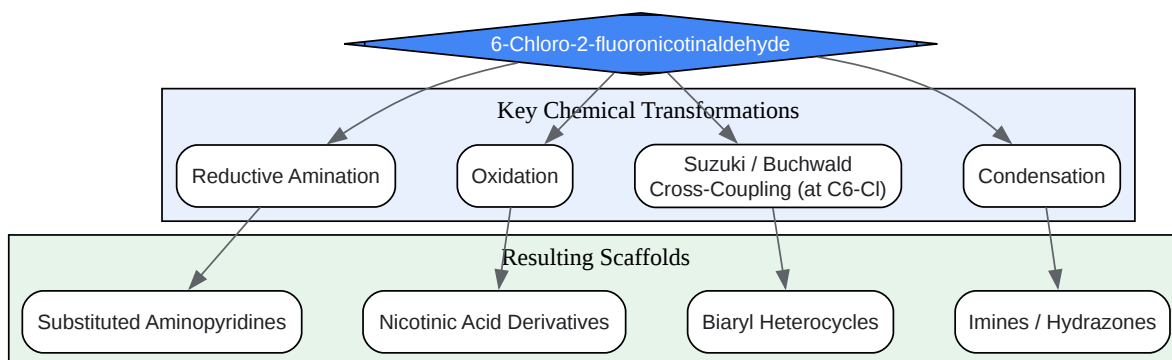 6-Chloro-2-fluoronicotinaldehyde
Key Chemical Transformations
Reductive Amination
Oxidation
Suzuki / Buchwald
Cross-Coupling (at C6-Cl)
Condensation
Resulting Scaffolds
Substituted Aminopyridines
Nicotinic Acid Derivatives
Biaryl Heterocycles
Imines / Hydrazones